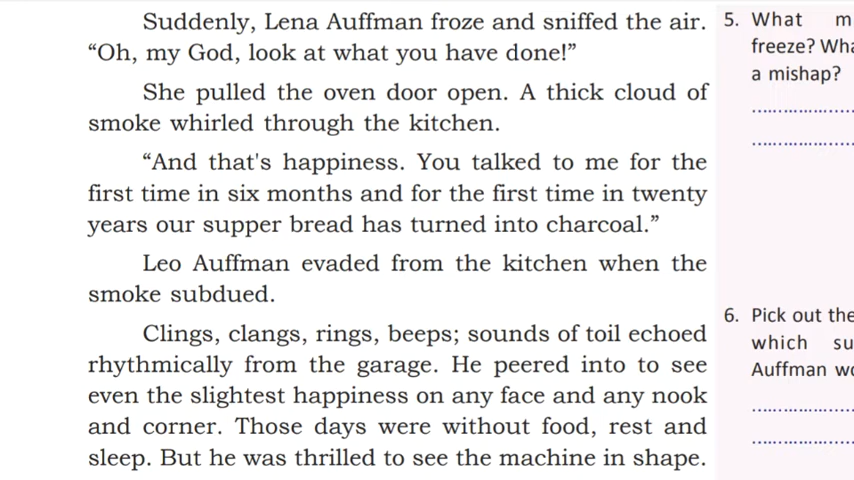 Suddenly, Lena Auffman froze and sniffed the air.
“Oh, my God, look at what you have done!”
She pulled the oven door open. A thick cloud of
smoke whirled through the kitchen.
“And that's happiness. You talked to me for the
first time in six months and for the first time in twenty
years our supper bread has turned into charcoal.”
Leo Auffman evaded from the kitchen when the
smoke subdued.
Clings, clangs, rings, beeps; sounds of toil echoed
rhythmically from the garage. He peered into to see
even the slightest happiness on any face and any nook
and corner. Those days were without food, rest and
sleep. But he was thrilled to see the machine in shape.
5. What m
freeze? Wha
a mishap?
6. Pick out the
which su
Auffman wo